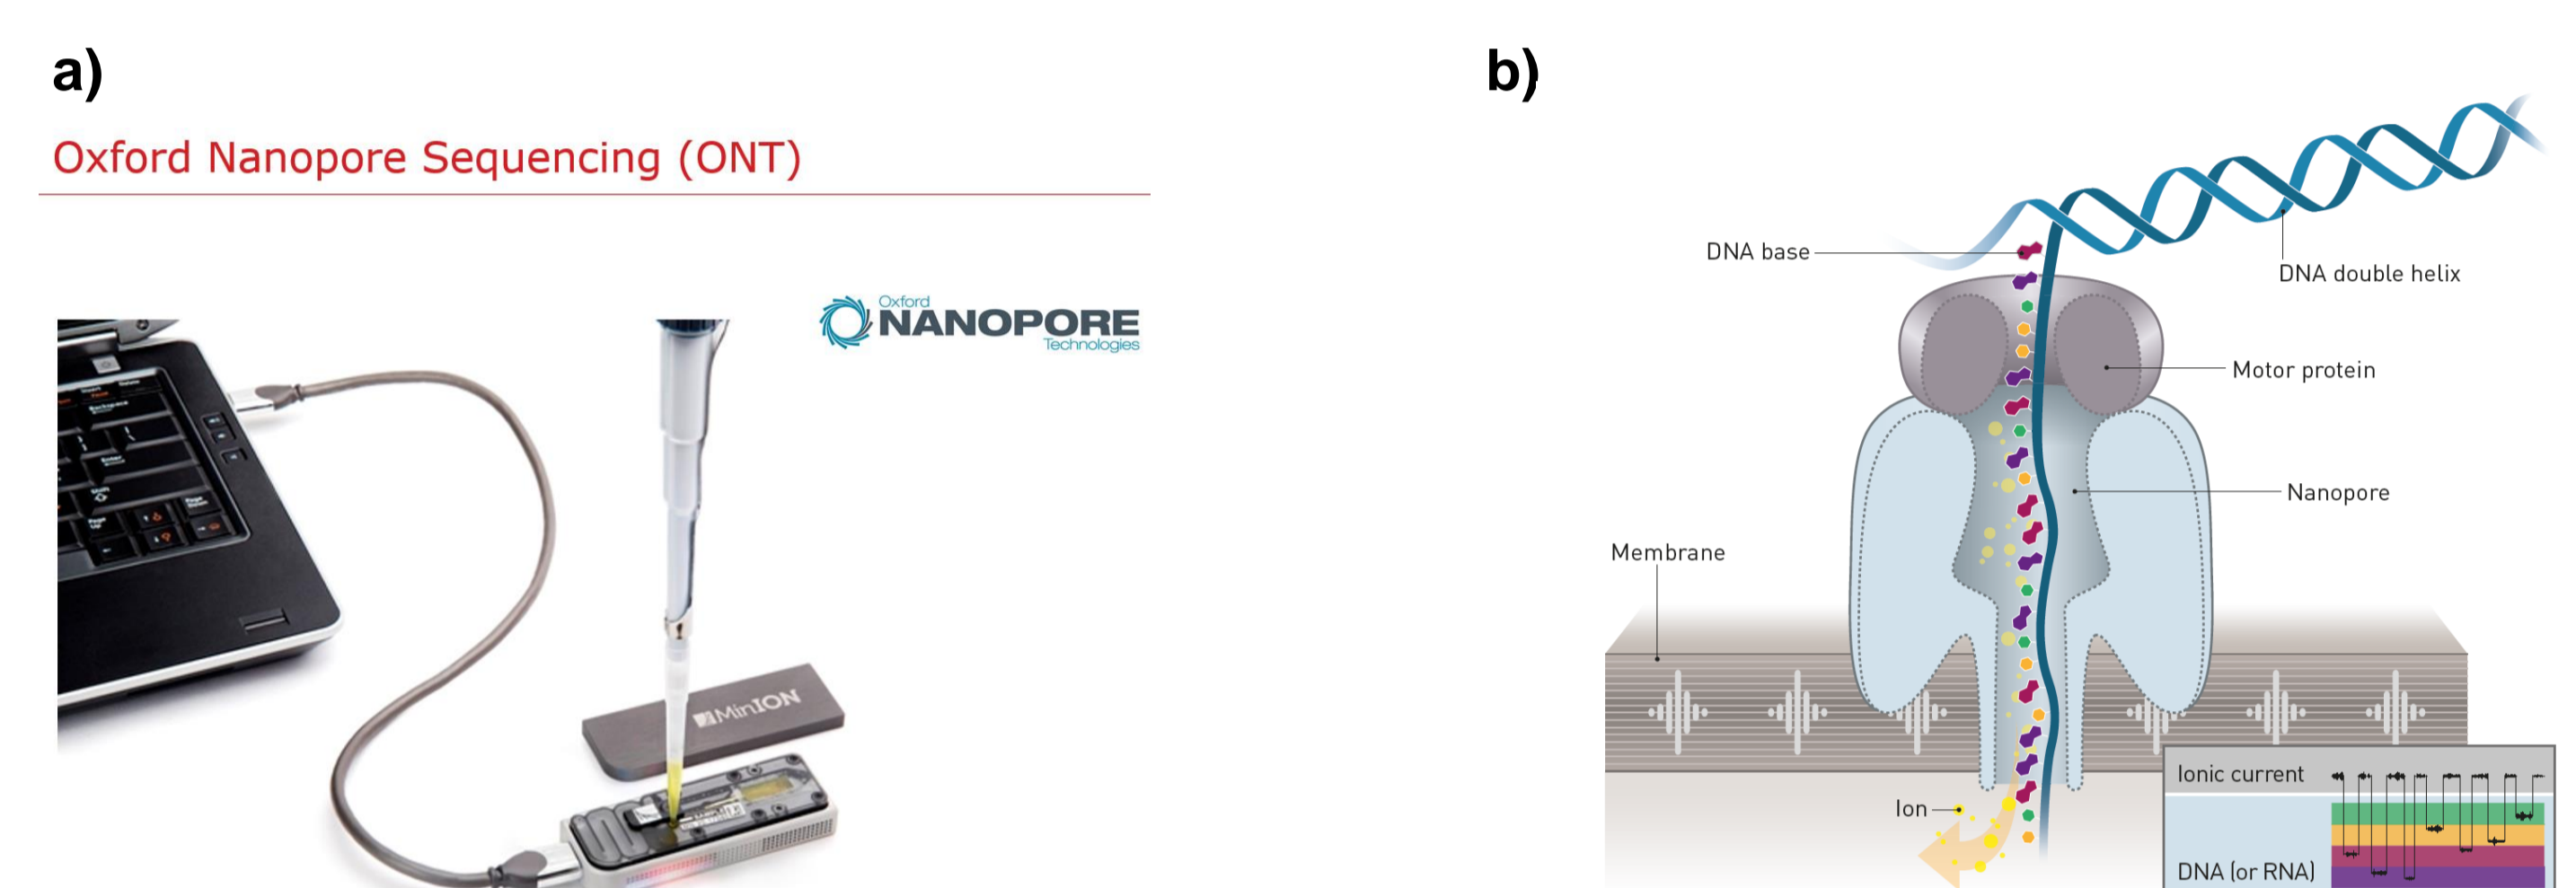 a)
Oxford Nanopore Sequencing (ONT)
Oxford
NANOPORE
Technologies
MinION
b)
DNA base
DNA double helix
Motor protein
Nanopore
Membrane
Ion
Ionic current
DNA (or RNA)